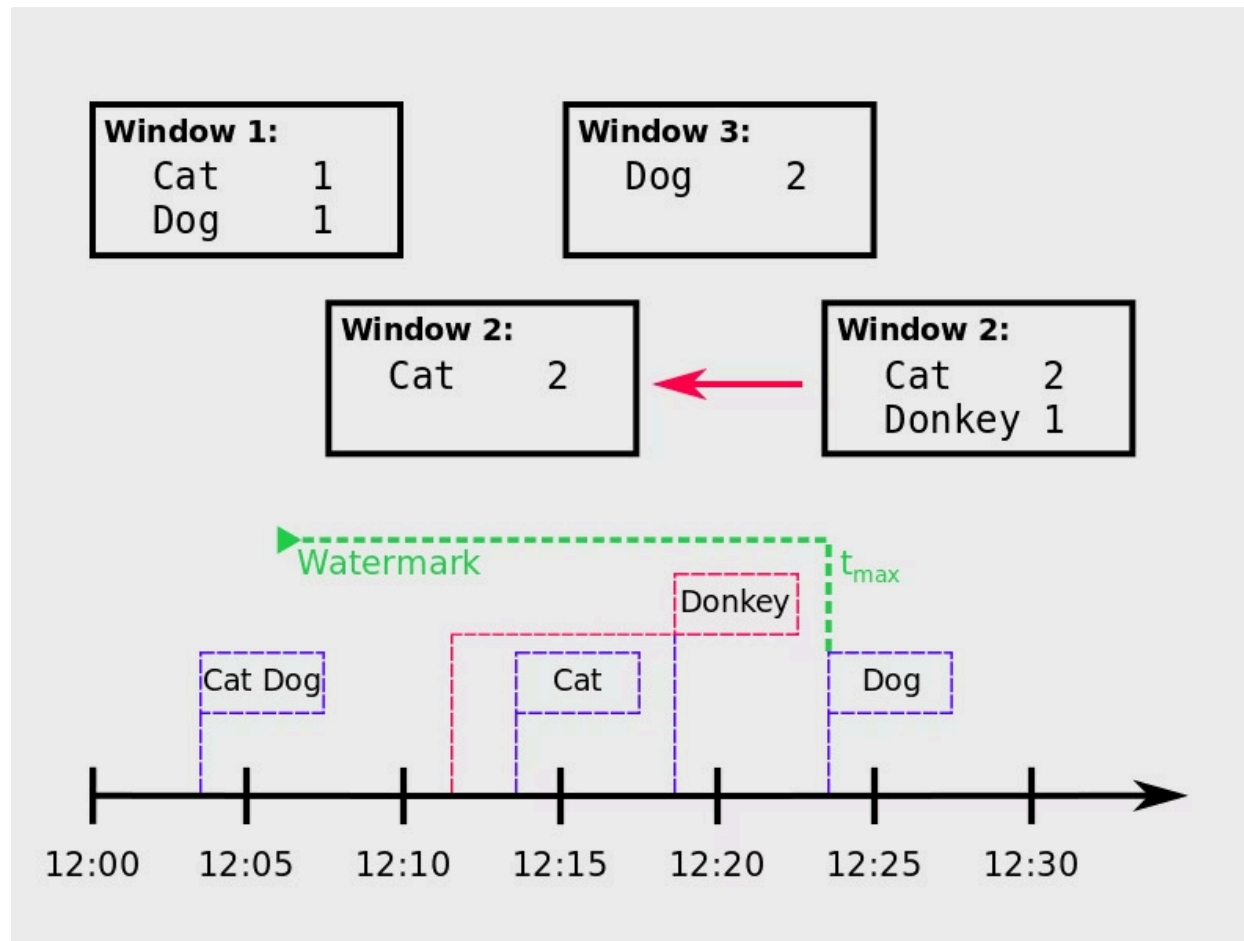 Window 1:
Cat 1
Dog 1
Window 3:
Dog 2
Window 2:
Cat 2
Window 2:
Cat 2
Donkey 1
Watermark
tmax
Donkey
Cat Dog
Cat
Dog
12:00 12:05 12:10 12:15 12:20 12:25 12:30